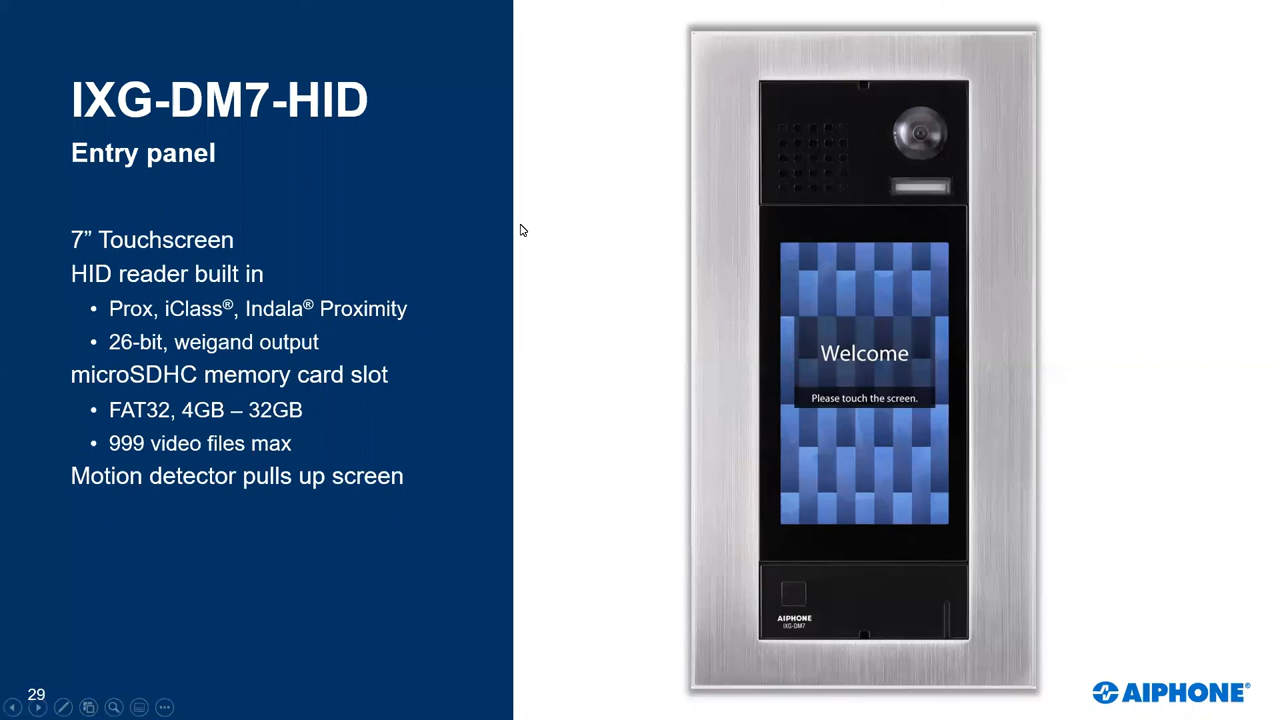 IXG-DM7-HID
Entry panel
7” Touchscreen
HID reader built in
• Prox, iClass®, Indala® Proximity
• 26-bit, weigand output
microSDHC memory card slot
• FAT32, 4GB – 32GB
• 999 video files max
Motion detector pulls up screen
29
Welcome
Please touch the screen.
AIPHONE
IXG-DM7
AIPHONE®